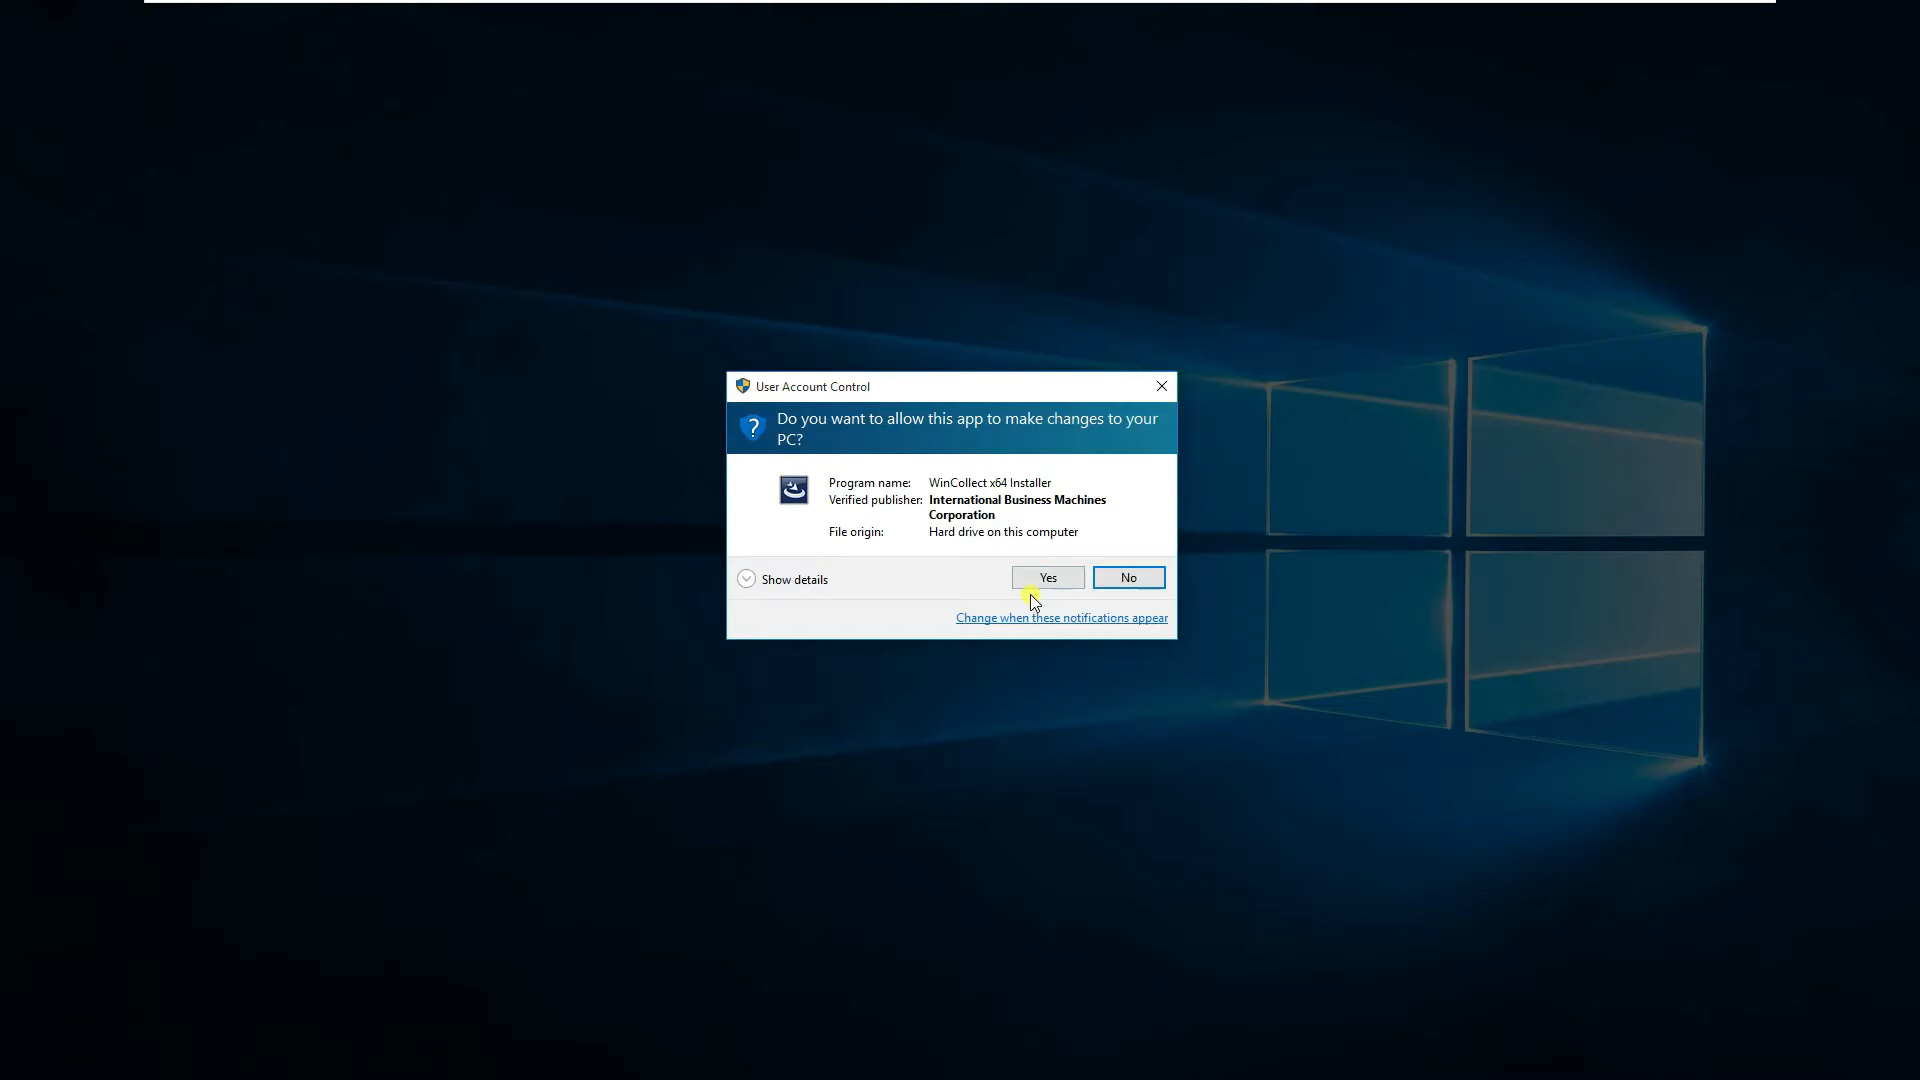 User Account Control
Do you want to allow this app to make changes to your
PC?
Program name: WinCollect x64 Installer
Verified publisher: International Business Machines
Corporation
File origin: Hard drive on this computer
Show details
Yes
No
Change when these notifications appear